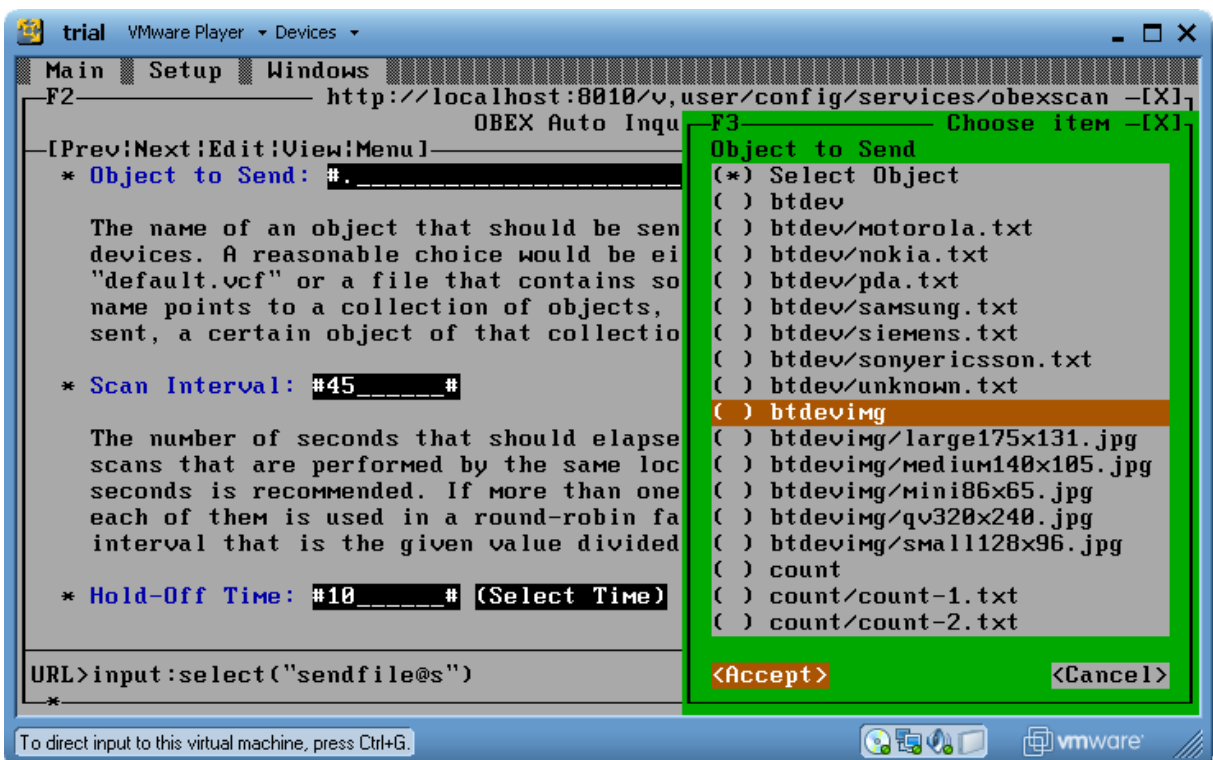 trial VMware Player Devices
Main Setup Windows
F2 http://localhost:8010/v,user/config/services/obexscan -[X]
OBEX Auto Inqu
[Prev¦Next¦Edit¦View¦Menu]
* Object to Send: #.______________________
The name of an object that should be sen
devices. A reasonable choice would be ei
"default.vcf" or a file that contains so
name points to a collection of objects,
sent, a certain object of that collectio
* Scan Interval: #45______#
The number of seconds that should elapse
scans that are performed by the same loc
seconds is recommended. If more than one
each of them is used in a round-robin fa
interval that is the given value divided
* Hold-Off Time: #10______# (Select Time)
URL>input:select("sendfile@s")
*
F3 Choose item -[X]
Object to Send
(*) Select Object
( ) btdev
( ) btdev/motorola.txt
( ) btdev/nokia.txt
( ) btdev/pda.txt
( ) btdev/samsung.txt
( ) btdev/siemens.txt
( ) btdev/sonyericsson.txt
( ) btdev/unknown.txt
( ) btdevimg
( ) btdevimg/large175x131.jpg
( ) btdevimg/medium140x105.jpg
( ) btdevimg/mini86x65.jpg
( ) btdevimg/qv320x240.jpg
( ) btdevimg/small128x96.jpg
( ) count
( ) count/count-1.txt
( ) count/count-2.txt
<Accept> <Cancel>
To direct input to this virtual machine, press Ctrl+G.
vmware